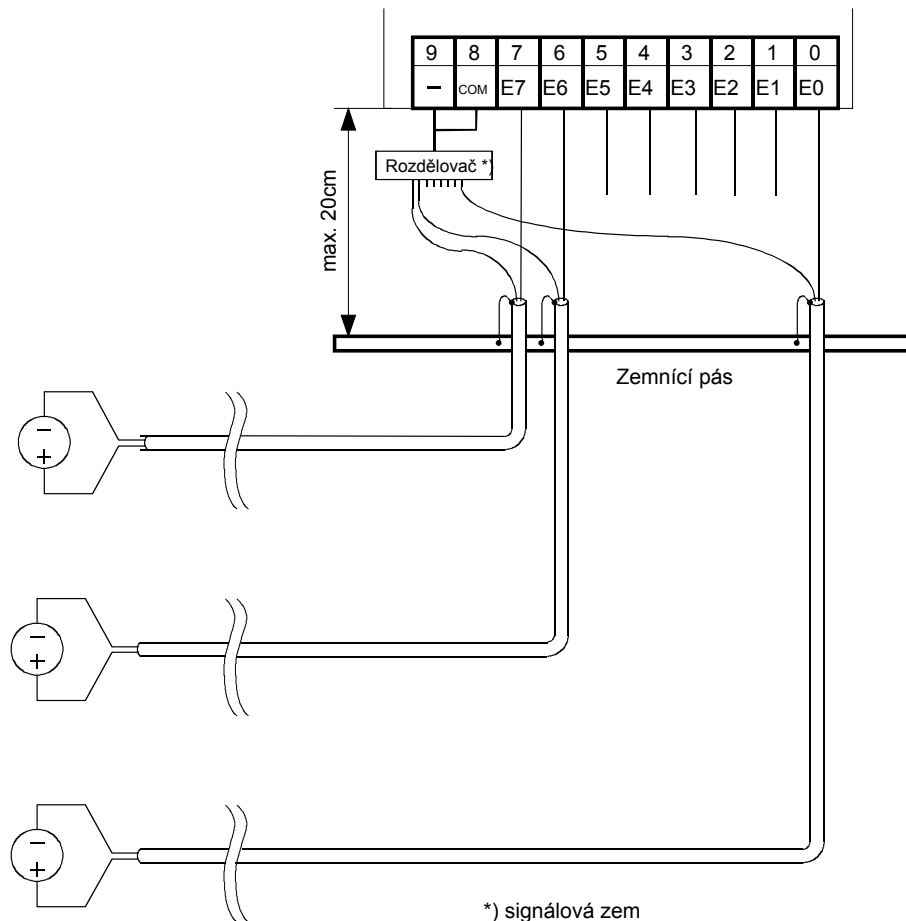 9 8 7 6 5 4 3 2 1 0
– COM E7 E6 E5 E4 E3 E2 E1 E0
Rozdělovač *)
max. 20cm
Zemnící pás
– +
– +
– +
*) signálová zem